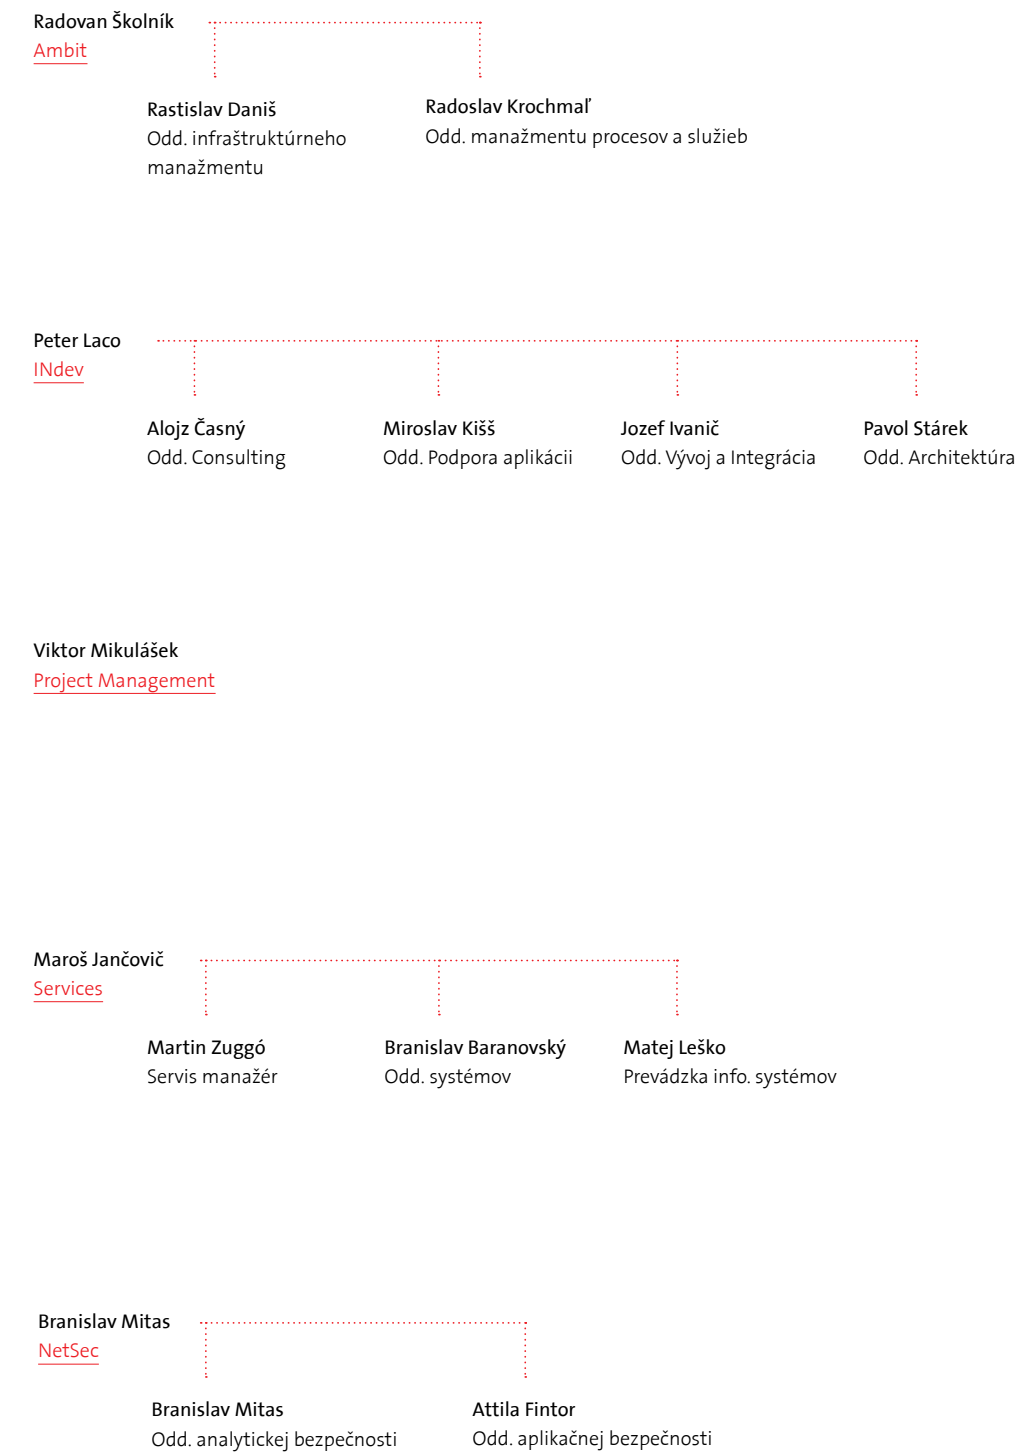 Radovan Školník
Ambit
Rastislav Daniš
Odd. infraštruktúrneho
manažmentu
Radoslav Krochmaľ
Odd. manažmentu procesov a služieb
Peter Laco
INdev
Alojz Časný
Odd. Consulting
Miroslav Kišš
Odd. Podpora aplikácii
Jozef Ivanič
Odd. Vývoj a Integrácia
Pavol Stárek
Odd. Architektúra
Viktor Mikulášek
Project Management
Maroš Jančovič
Services
Martin Zuggó
Servis manažér
Branislav Baranovský
Odd. systémov
Matej Leško
Prevádzka info. systémov
Branislav Mitas
NetSec
Branislav Mitas
Odd. analytickej bezpečnosti
Attila Fintor
Odd. aplikačnej bezpečnosti